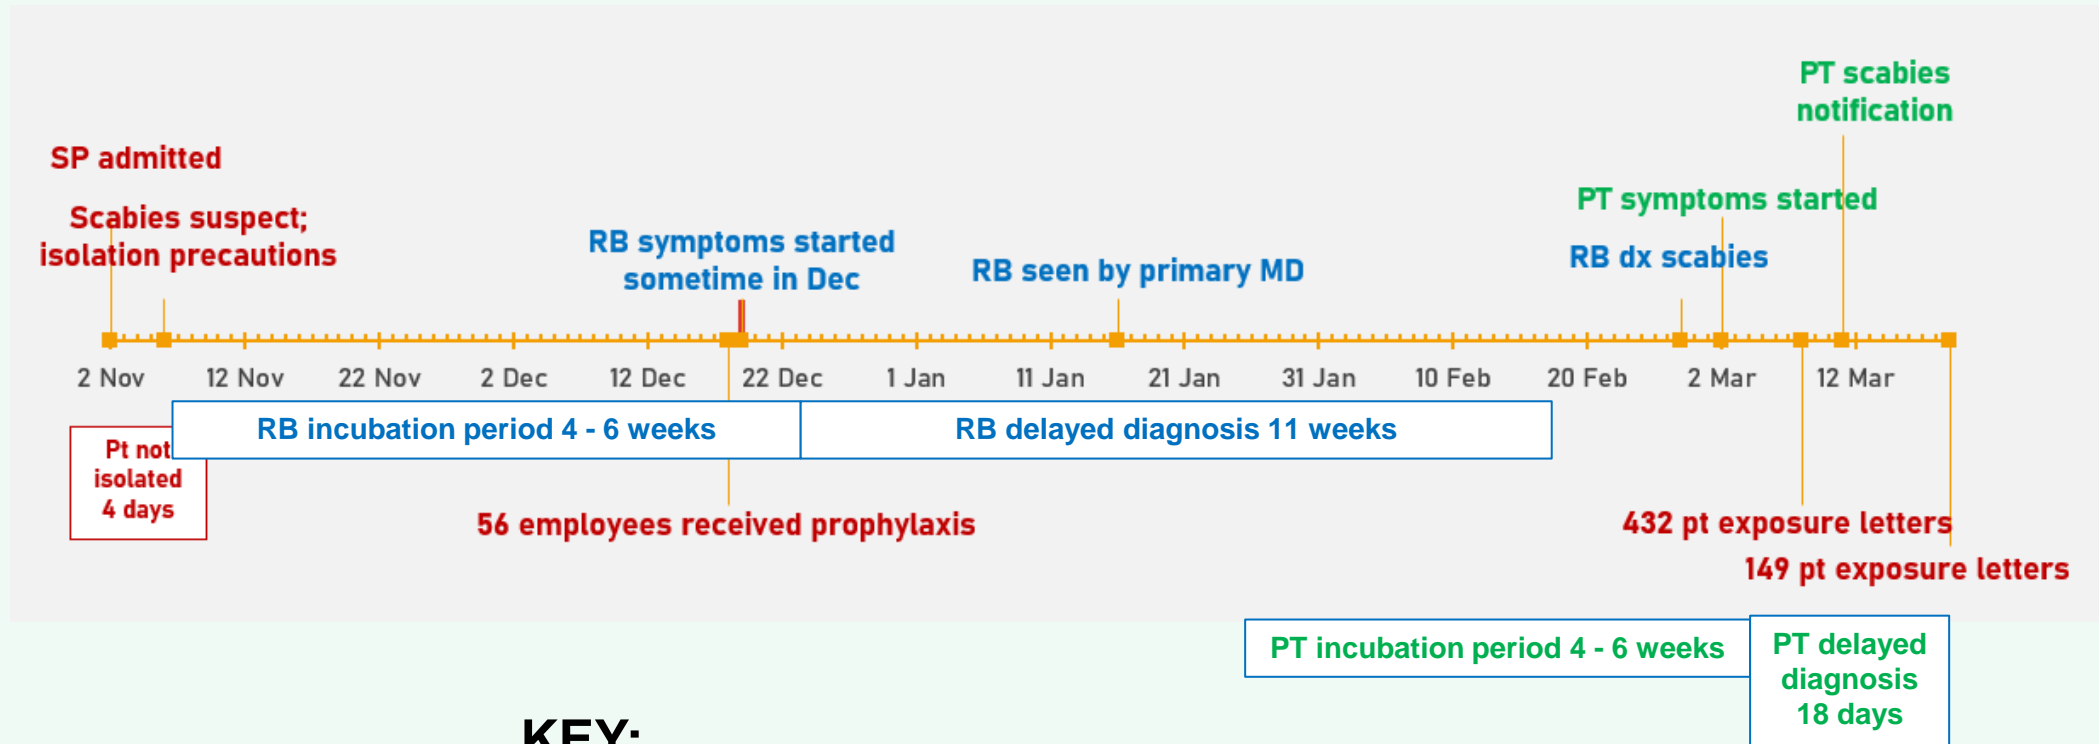 PT scabies
notification
SP admitted
Scabies suspect;
isolation precautions
PT symptoms started
RB symptoms started
sometime in Dec
RB seen by primary MD
RB dx scabies
2 Nov
12 Nov
22 Nov
2 Dec
12 Dec
22 Dec
1 Jan
11 Jan
21 Jan
31 Jan
10 Feb
20 Feb
2 Mar
12 Mar
RB incubation period 4 - 6 weeks
RB delayed diagnosis 11 weeks
Pt not
isolated
4 days
56 employees received prophylaxis
432 pt exposure letters
149 pt exposure letters
PT incubation period 4 - 6 weeks
PT delayed
diagnosis
18 days
KEY: